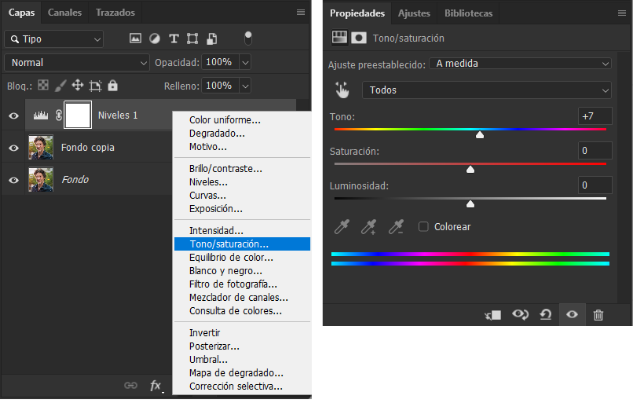 Capas Canales Trazados
Tipo
Normal Opacidad: 100%
Bloq.: Relleno: 100%
Niveles 1
Fondo copia
Fondo
fx
Color uniforme...
Degradado...
Motivo...
Brillo/contraste...
Niveles...
Curvas...
Exposición...
Intensidad...
Tono/saturación...
Equilibrio de color...
Blanco y negro...
Filtro de fotografía...
Mezclador de canales...
Consulta de colores...
Invertir
Posterizar...
Umbral...
Mapa de degradado...
Corrección selectiva...
Propiedades Ajustes Bibliotecas
Tono/saturación
Ajuste preestablecido: A medida
Todos
Tono: +7
Saturación: 0
Luminosidad: 0
Colorear